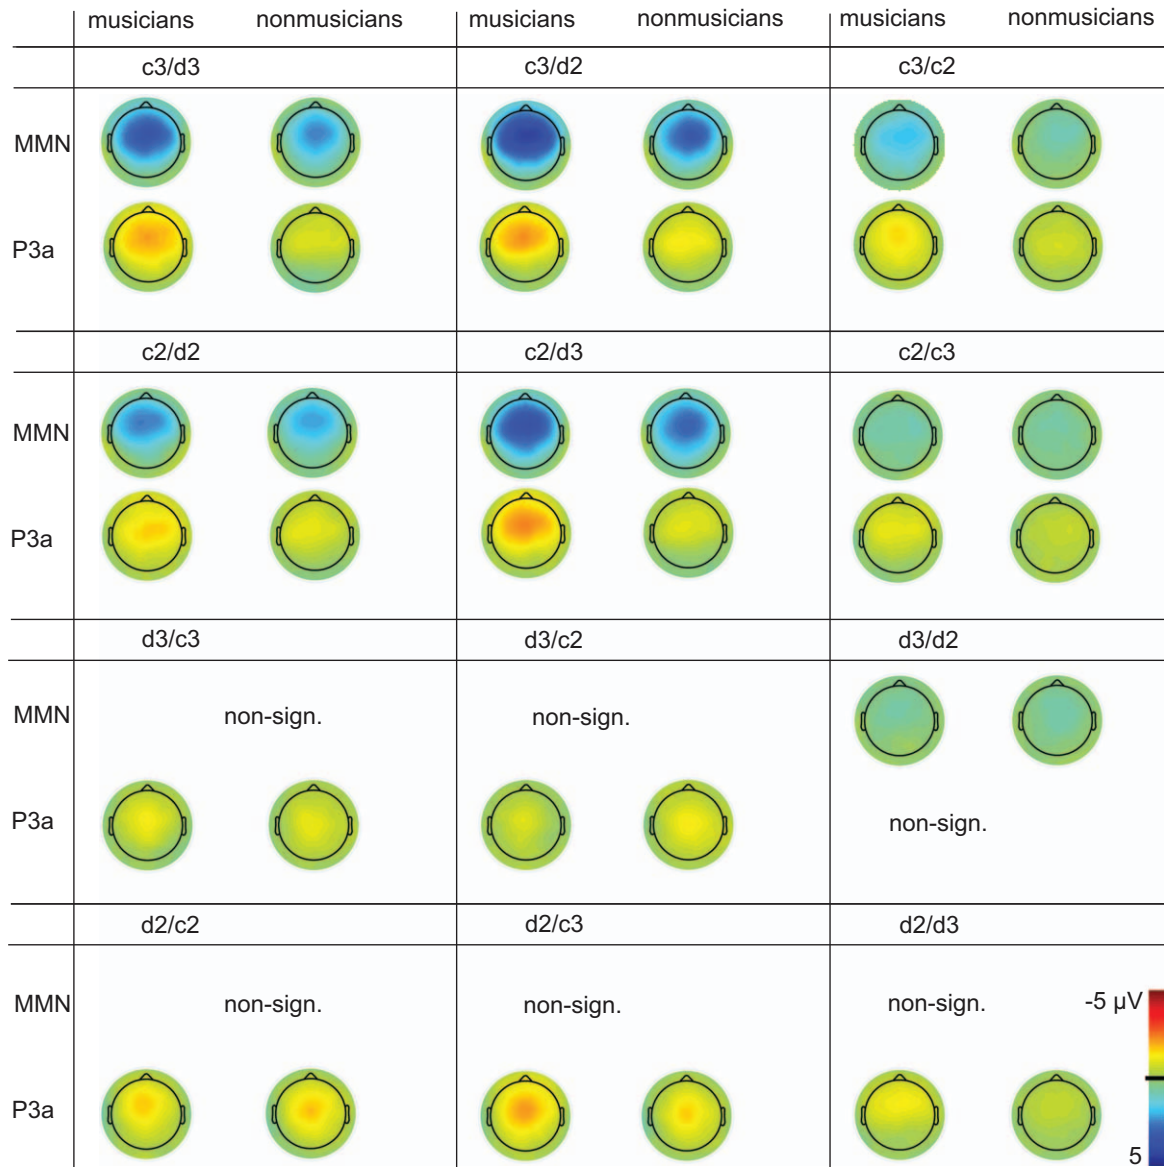 musicians nonmusicians musicians nonmusicians musicians nonmusicians
c3/d3 c3/d2 c3/c2
MMN
P3a
c2/d2 c2/d3 c2/c3
MMN
P3a
d3/c3 d3/c2 d3/d2
MMN non-sign. non-sign.
P3a non-sign.
d2/c2 d2/c3 d2/d3
MMN non-sign. non-sign. non-sign. -5 µV
P3a
5